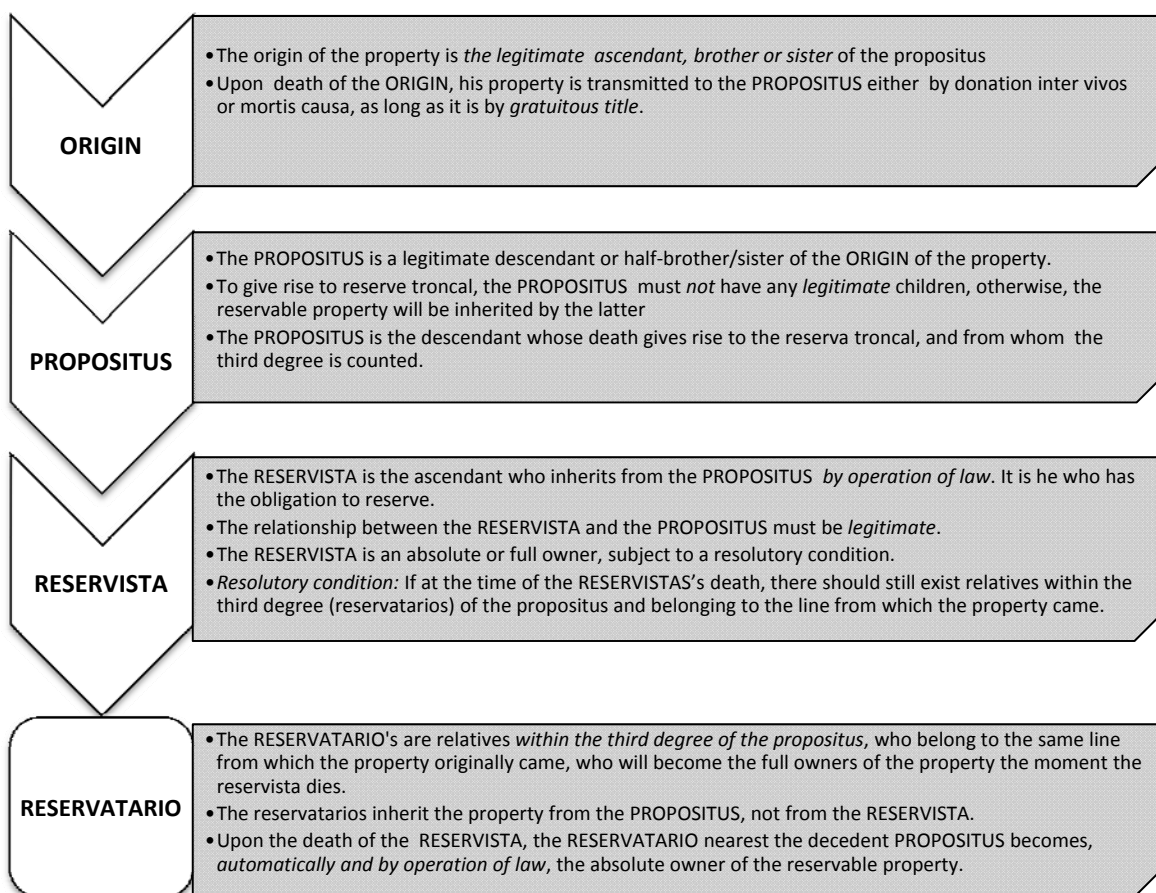 ORIGIN
•The origin of the property is the legitimate ascendant, brother or sister of the propositus
•Upon death of the ORIGIN, his property is transmitted to the PROPOSITUS either by donation inter vivos
or mortis causa, as long as it is by gratuitous title.
PROPOSITUS
•The PROPOSITUS is a legitimate descendant or half-brother/sister of the ORIGIN of the property.
•To give rise to reserve troncal, the PROPOSITUS must not have any legitimate children, otherwise, the
reservable property will be inherited by the latter
•The PROPOSITUS is the descendant whose death gives rise to the reserva troncal, and from whom the
third degree is counted.
RESERVISTA
•The RESERVISTA is the ascendant who inherits from the PROPOSITUS by operation of law. It is he who has
the obligation to reserve.
•The relationship between the RESERVISTA and the PROPOSITUS must be legitimate.
•The RESERVISTA is an absolute or full owner, subject to a resolutory condition.
•Resolutory condition: If at the time of the RESERVISTAS's death, there should still exist relatives within the
third degree (reservatarios) of the propositus and belonging to the line from which the property came.
RESERVATARIO
•The RESERVATARIO's are relatives within the third degree of the propositus, who belong to the same line
from which the property originally came, who will become the full owners of the property the moment the
reservista dies.
•The reservatarios inherit the property from the PROPOSITUS, not from the RESERVISTA.
•Upon the death of the RESERVISTA, the RESERVATARIO nearest the decedent PROPOSITUS becomes,
automatically and by operation of law, the absolute owner of the reservable property.